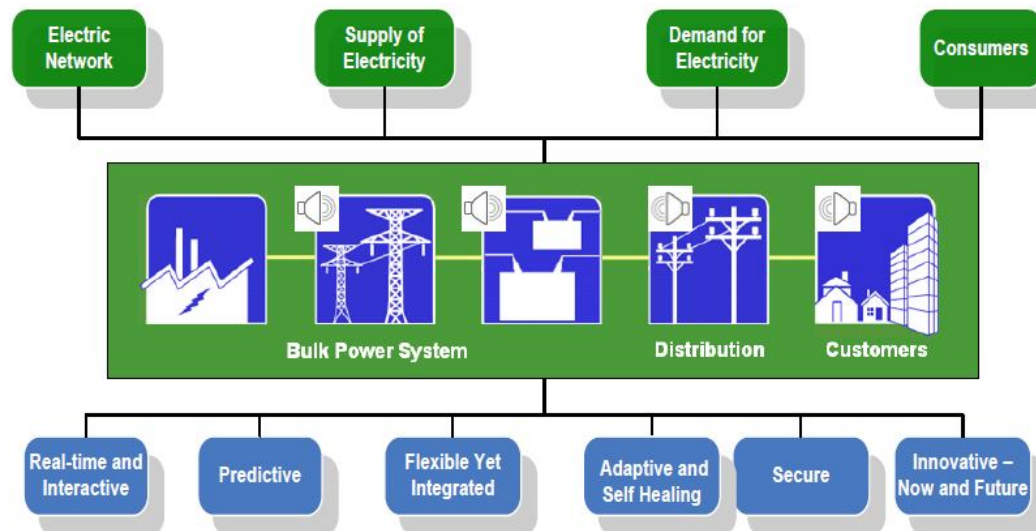 Electric
Network
Supply of
Electricity
Demand for
Electricity
Consumers
Bulk Power System
Distribution
Customers
Real-time and
Interactive
Predictive
Flexible Yet
Integrated
Adaptive and
Self Healing
Secure
Innovative –
Now and Future